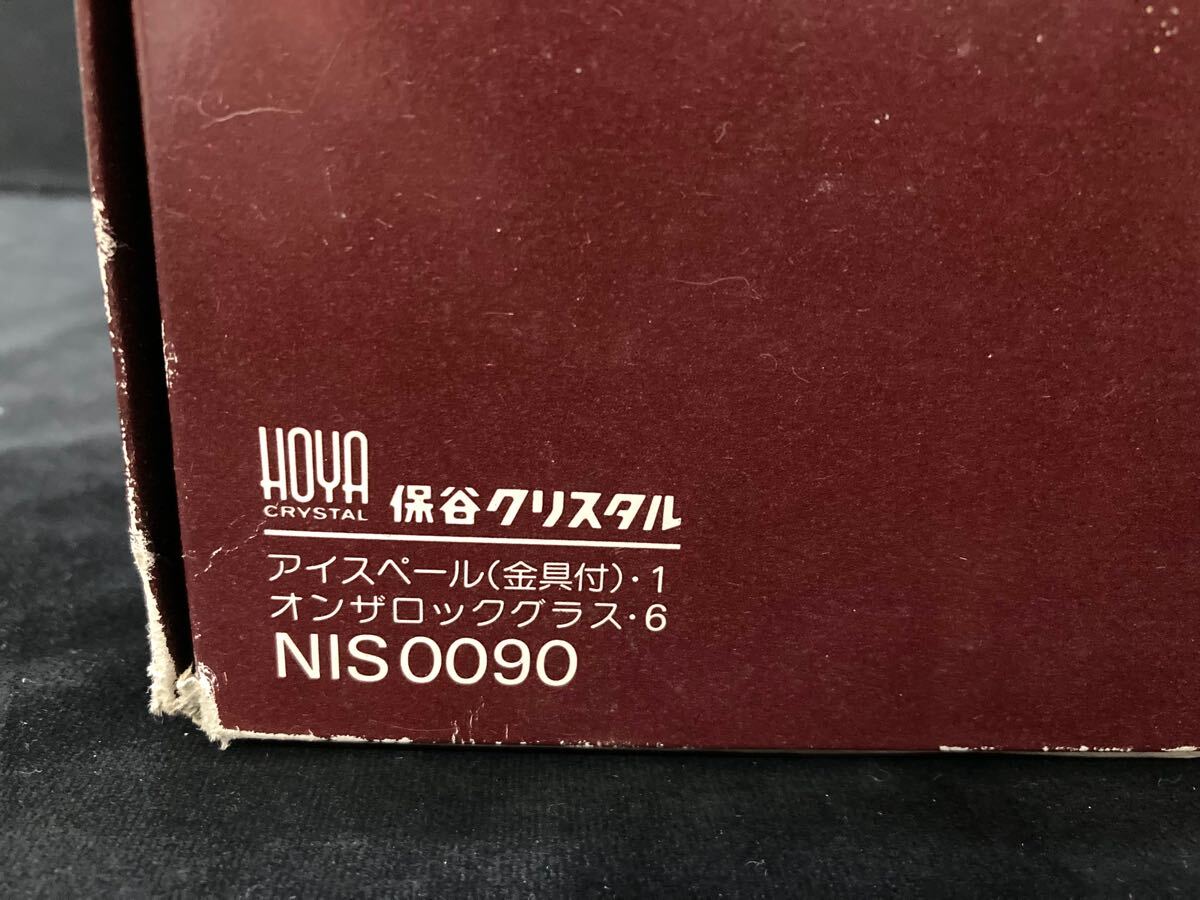 HOYA
CRYSTAL
保谷クリスタル
アイスペール(金具付)・1
オンザロックグラス・6
NIS0090